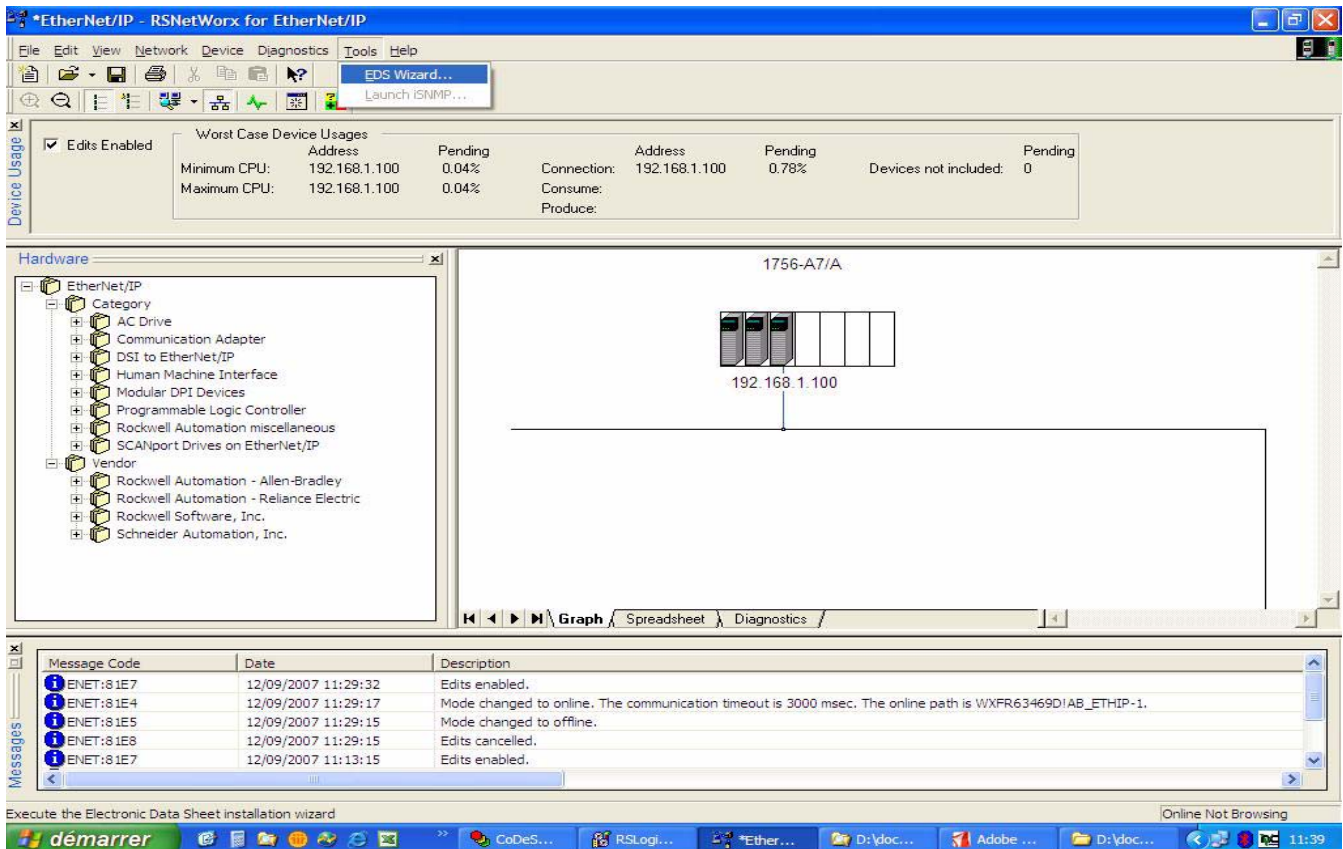 *EtherNet/IP - RSNetWorx for EtherNet/IP
File Edit View Network Device Diagnostics Tools Help
EDS Wizard...
Launch iSNMP...
Device Usage
Edits Enabled
Worst Case Device Usages
Address Pending Address Pending Pending
Minimum CPU: 192.168.1.100 0.04% Connection: 192.168.1.100 0.78% Devices not included: 0
Maximum CPU: 192.168.1.100 0.04% Consume:
Produce:
Hardware
EtherNet/IP
Category
AC Drive
Communication Adapter
DSI to EtherNet/IP
Human Machine Interface
Modular DPI Devices
Programmable Logic Controller
Rockwell Automation miscellaneous
SCANport Drives on EtherNet/IP
Vendor
Rockwell Automation - Allen-Bradley
Rockwell Automation - Reliance Electric
Rockwell Software, Inc.
Schneider Automation, Inc.
1756-A7/A
192.168.1.100
Graph Spreadsheet Diagnostics
Messages
Message Code Date Description
ENET:81E7 12/09/2007 11:29:32 Edits enabled.
ENET:81E4 12/09/2007 11:29:17 Mode changed to online. The communication timeout is 3000 msec. The online path is WXFR63469D!AB_ETHIP-1.
ENET:81E5 12/09/2007 11:29:15 Mode changed to offline.
ENET:81E8 12/09/2007 11:29:15 Edits cancelled.
ENET:81E7 12/09/2007 11:13:15 Edits enabled.
Execute the Electronic Data Sheet installation wizard Online Not Browsing
démarrer CoDeS... RSLogi... *Ether... D:\doc... Adobe ... D:\doc... 11:39